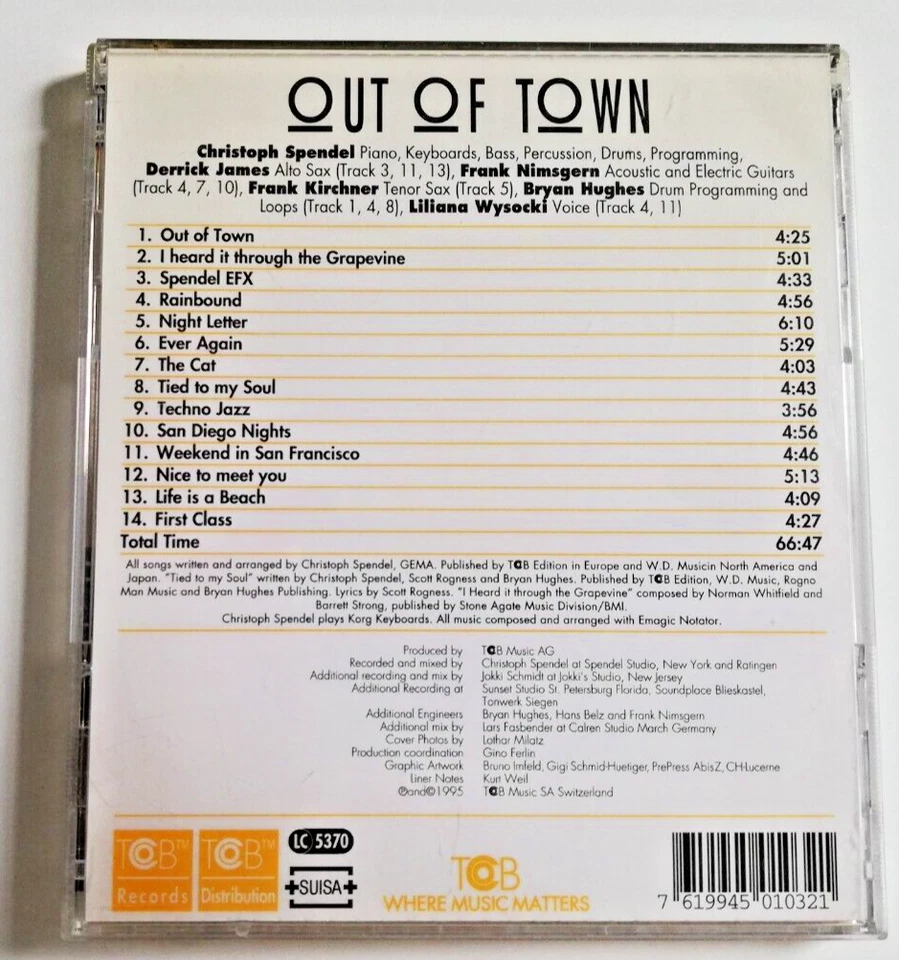 OUT OF TOWN
Christoph Spendel Piano, Keyboards, Bass, Percussion, Drums, Programming,
Derrick James Alto Sax (Track 3, 11, 13), Frank Nimsgern Acoustic and Electric Guitars
(Track 4, 7, 10), Frank Kirchner Tenor Sax (Track 5), Bryan Hughes Drum Programming and
Loops (Track 1, 4, 8), Liliana Wysocki Voice (Track 4, 11)
1. Out of Town 4:25
2. I heard it through the Grapevine 5:01
3. Spendel EFX 4:33
4. Rainbound 4:56
5. Night Letter 6:10
6. Ever Again 5:29
7. The Cat 4:03
8. Tied to my Soul 4:43
9. Techno Jazz 3:56
10. San Diego Nights 4:56
11. Weekend in San Francisco 4:46
12. Nice to meet you 5:13
13. Life is a Beach 4:09
14. First Class 4:27
Total Time 66:47
All songs written and arranged by Christoph Spendel, GEMA. Published by TCB Edition in Europe and W.D. Musicin North America and
Japan. "Tied to my Soul" written by Christoph Spendel, Scott Rogness and Bryan Hughes. Published by TCB Edition, W.D. Music, Rogno
Man Music and Bryan Hughes Publishing. Lyrics by Scott Rogness. "I Heard it through the Grapevine" composed by Norman Whitfield and
Barrett Strong, published by Stone Agate Music Division/BMI.
Christoph Spendel plays Korg Keyboards. All music composed and arranged with Emagic Notator.
Produced by TCB Music AG
Recorded and mixed by Christoph Spendel at Spendel Studio, New York and Ratingen
Additional recording and mix by Jokki Schmidt at Jokki's Studio, New Jersey
Additional Recording at Sunset Studio St. Petersburg Florida, Soundplace Blieskastel,
Tonwerk Siegen
Additional Engineers Bryan Hughes, Hans Belz and Frank Nimsgern
Additional mix by Lars Fasbender at Calren Studio March Germany
Cover Photos by Lothar Milatz
Production coordination Gino Ferlin
Graphic Artwork Bruno Imfeld, Gigi Schmid-Huetiger, PrePress AbisZ, CH-Lucerne
Liner Notes Kurt Weil
℗and©1995 TCB Music SA Switzerland
TCB™ Records
TCB™ Distribution
LC 5370
SUISA
TCB
WHERE MUSIC MATTERS
7 619945 010321